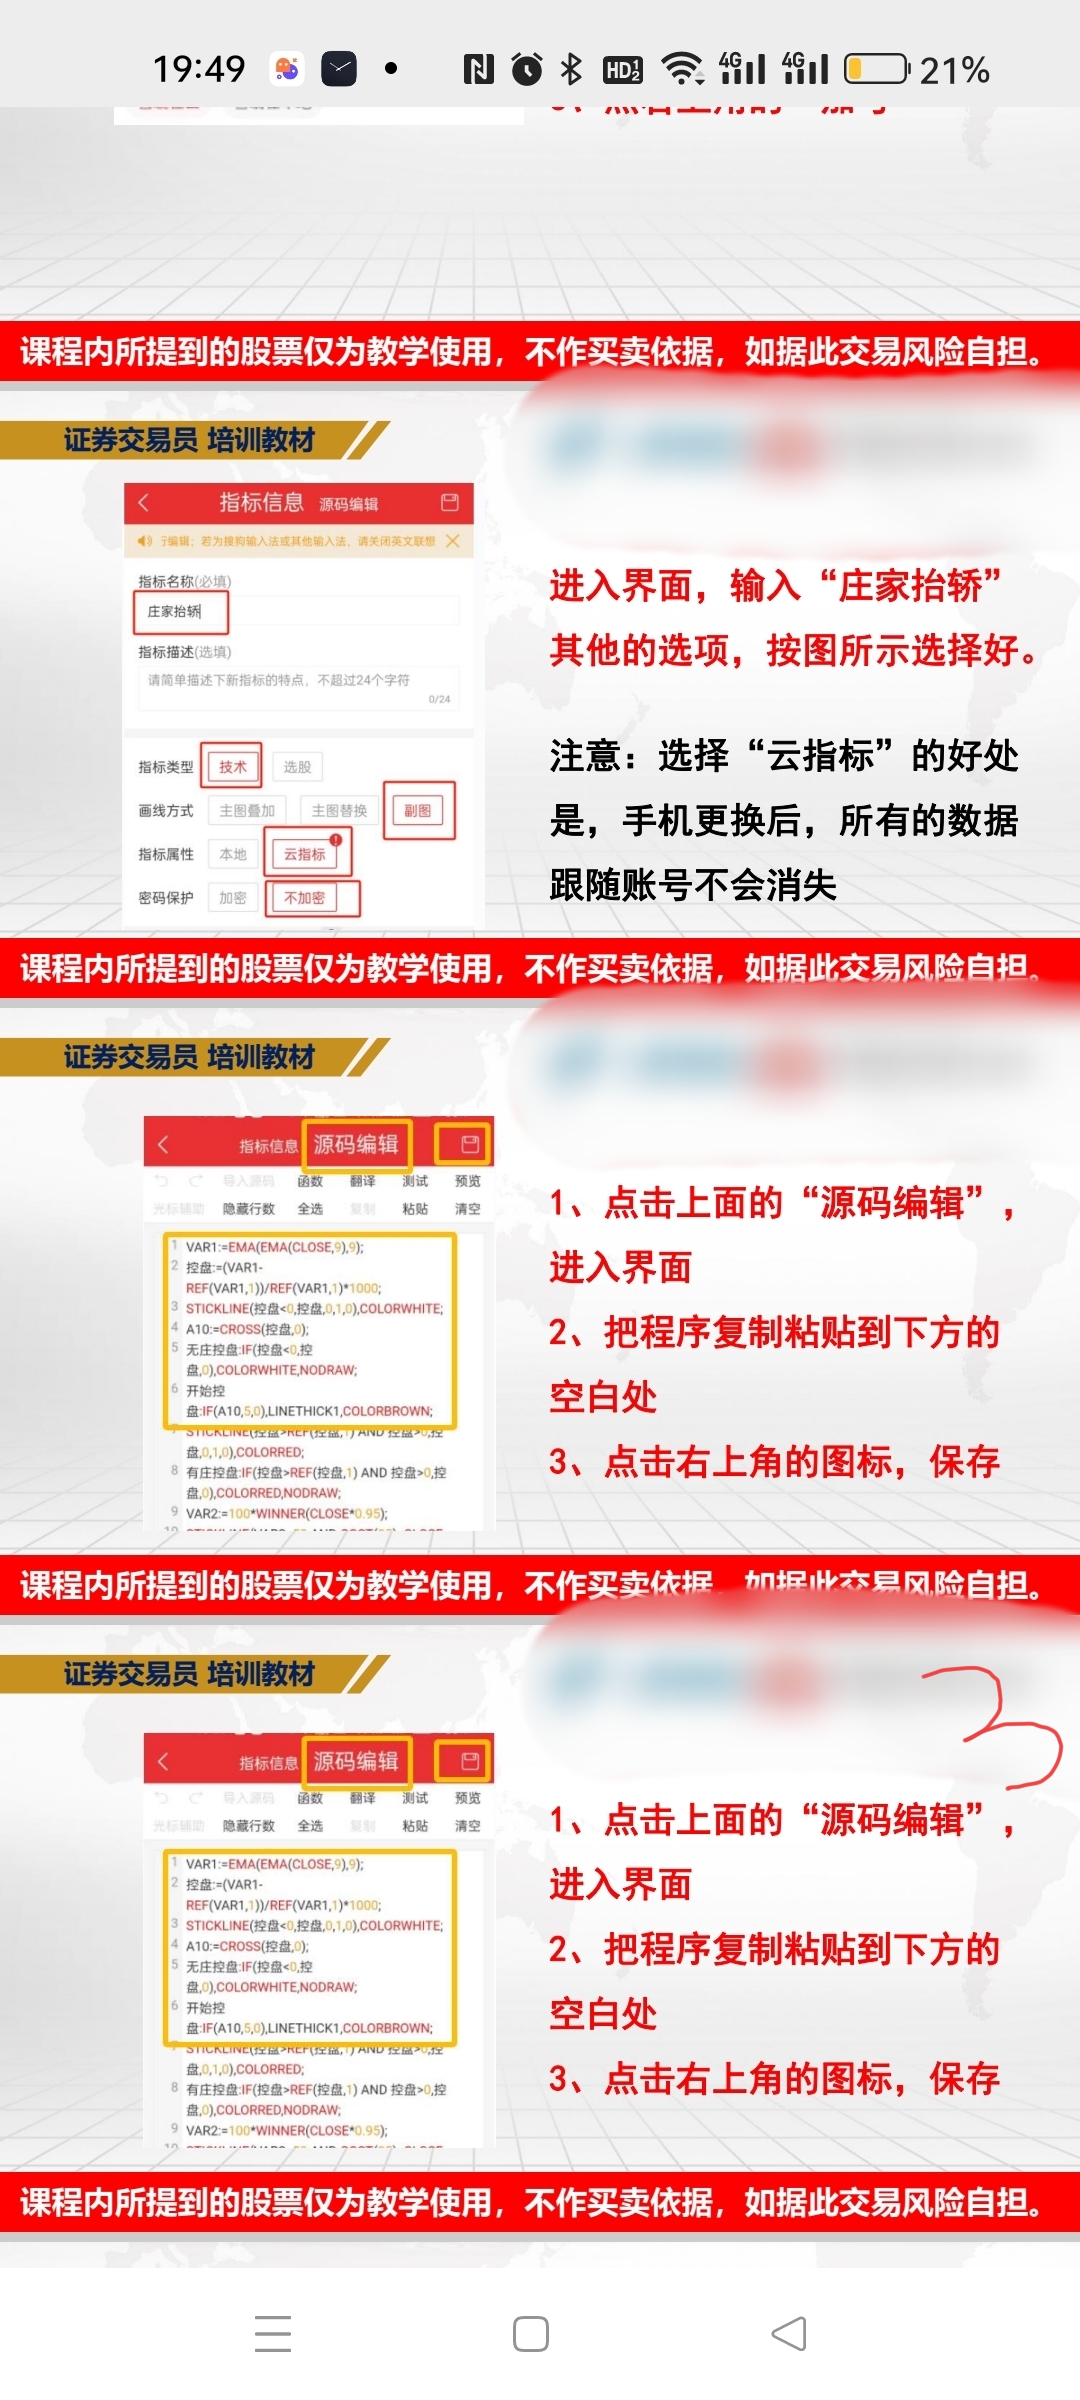 19:49
HD 1 2
4G
4G
21%
课程内所提到的股票仅为教学使用，不作买卖依据，如据此交易风险自担。
证券交易员 培训教材
指标信息 源码编辑
亍编辑；若为搜狗输入法或其他输入法，请关闭英文联想
指标名称(必填)
庄家抬轿
指标描述(选填)
请简单描述下新指标的特点，不超过24个字符
0/24
指标类型 技术 选股
画线方式 主图叠加 主图替换 副图
指标属性 本地 云指标
密码保护 加密 不加密
进入界面，输入“庄家抬轿”
其他的选项，按图所示选择好。
注意：选择“云指标”的好处
是，手机更换后，所有的数据
跟随账号不会消失
课程内所提到的股票仅为教学使用，不作买卖依据，如据此交易风险自担。
证券交易员 培训教材
指标信息 源码编辑
导入源码 函数 翻译 测试 预览
光标辅助 隐藏行数 全选 复制 粘贴 清空
1 VAR1:=EMA(EMA(CLOSE,9),9);
2 控盘:=(VAR1-
REF(VAR1,1))/REF(VAR1,1)*1000;
3 STICKLINE(控盘<0,控盘,0,1,0),COLORWHITE;
4 A10:=CROSS(控盘,0);
5 无庄控盘:IF(控盘<0,控
盘,0),COLORWHITE,NODRAW;
6 开始控
盘:IF(A10,5,0),LINETHICK1,COLORBROWN;
7 STICKLINE(控盘>REF(控盘,1) AND 控盘>0,控
盘,0,1,0),COLORRED;
8 有庄控盘:IF(控盘>REF(控盘,1) AND 控盘>0,控
盘,0),COLORRED,NODRAW;
9 VAR2:=100*WINNER(CLOSE*0.95);
1、点击上面的“源码编辑”，
进入界面
2、把程序复制粘贴到下方的
空白处
3、点击右上角的图标，保存
课程内所提到的股票仅为教学使用，不作买卖依据，如据此交易风险自担。
证券交易员 培训教材
3
指标信息 源码编辑
导入源码 函数 翻译 测试 预览
光标辅助 隐藏行数 全选 复制 粘贴 清空
1 VAR1:=EMA(EMA(CLOSE,9),9);
2 控盘:=(VAR1-
REF(VAR1,1))/REF(VAR1,1)*1000;
3 STICKLINE(控盘<0,控盘,0,1,0),COLORWHITE;
4 A10:=CROSS(控盘,0);
5 无庄控盘:IF(控盘<0,控
盘,0),COLORWHITE,NODRAW;
6 开始控
盘:IF(A10,5,0),LINETHICK1,COLORBROWN;
7 STICKLINE(控盘>REF(控盘,1) AND 控盘>0,控
盘,0,1,0),COLORRED;
8 有庄控盘:IF(控盘>REF(控盘,1) AND 控盘>0,控
盘,0),COLORRED,NODRAW;
9 VAR2:=100*WINNER(CLOSE*0.95);
1、点击上面的“源码编辑”，
进入界面
2、把程序复制粘贴到下方的
空白处
3、点击右上角的图标，保存
课程内所提到的股票仅为教学使用，不作买卖依据，如据此交易风险自担。